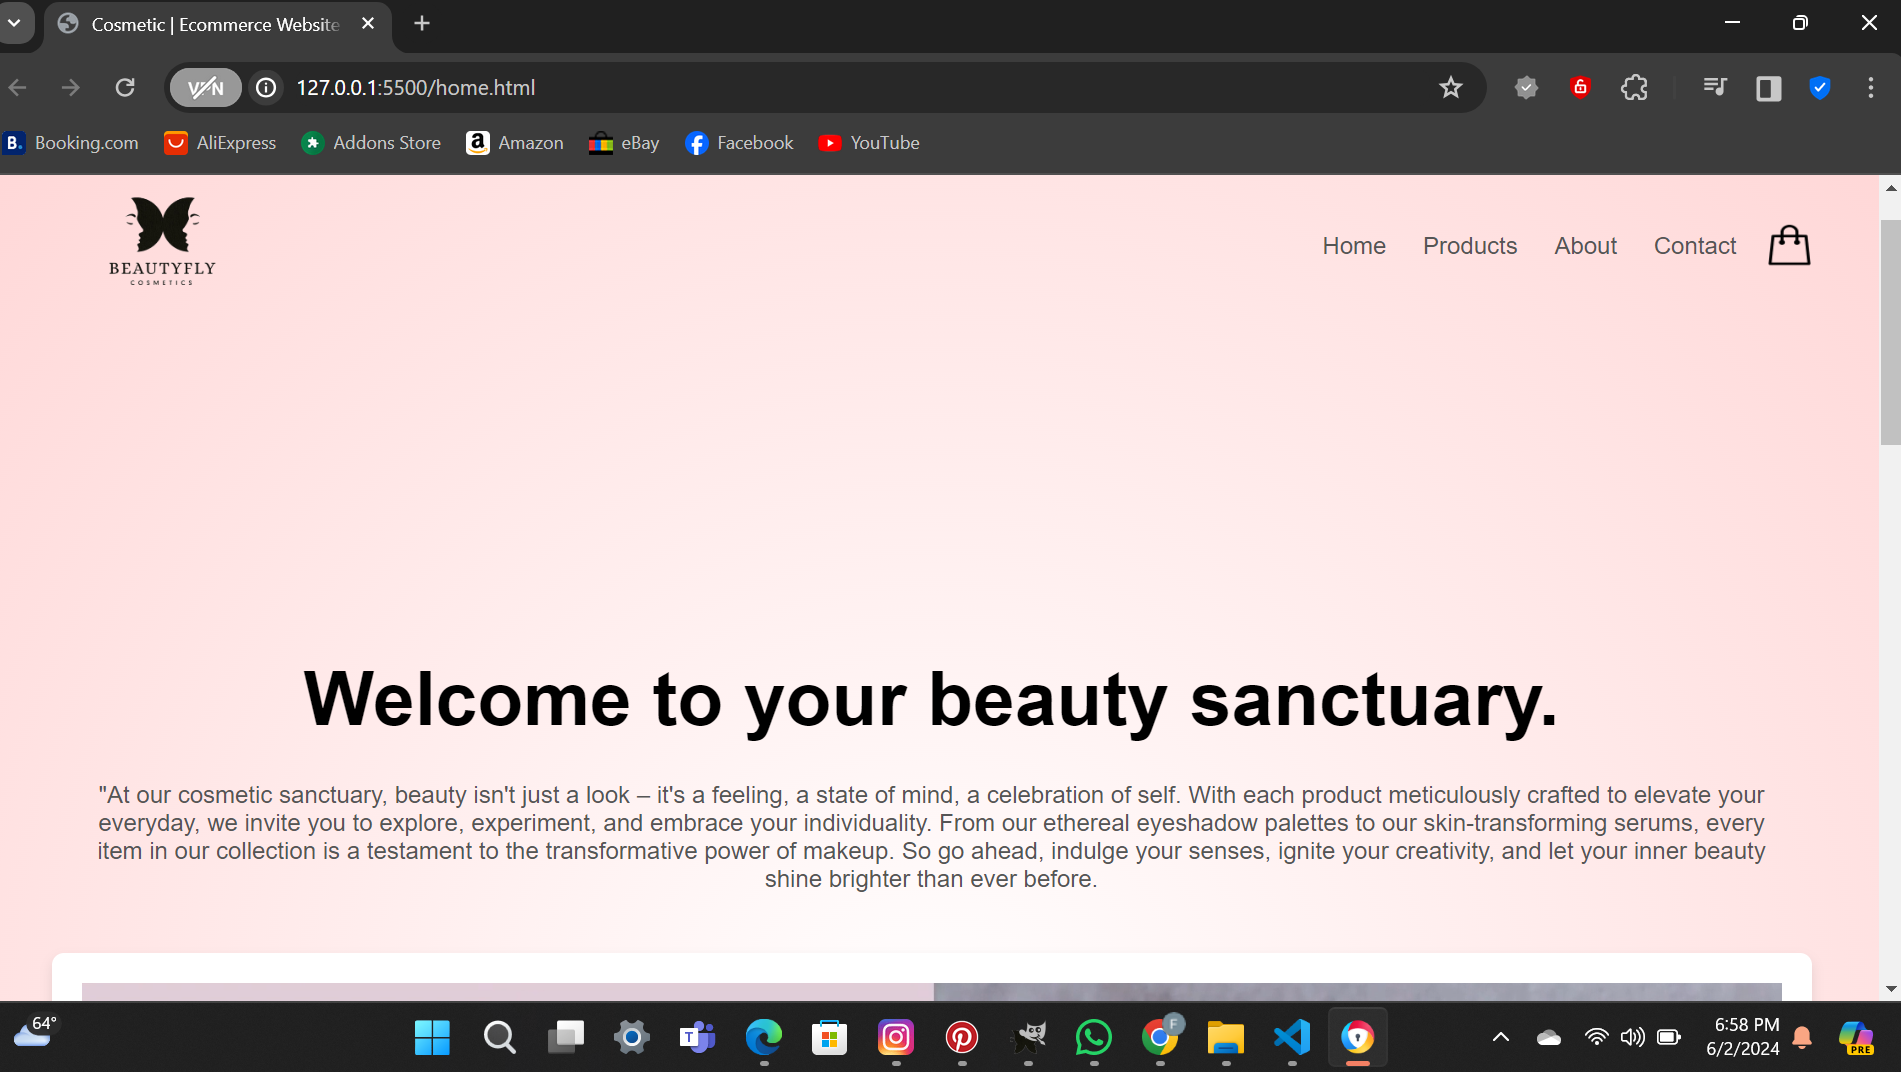 Cosmetic | Ecommerce Website
VPN
127.0.0.1:5500/home.html
B. Booking.com AliExpress Addons Store a Amazon eBay Facebook YouTube
BEAUTYFLY
COSMETICS
Home Products About Contact
Welcome to your beauty sanctuary.
"At our cosmetic sanctuary, beauty isn't just a look – it's a feeling, a state of mind, a celebration of self. With each product meticulously crafted to elevate your
everyday, we invite you to explore, experiment, and embrace your individuality. From our ethereal eyeshadow palettes to our skin-transforming serums, every
item in our collection is a testament to the transformative power of makeup. So go ahead, indulge your senses, ignite your creativity, and let your inner beauty
shine brighter than ever before.
64°
T
F
6:58 PM
6/2/2024
PRE